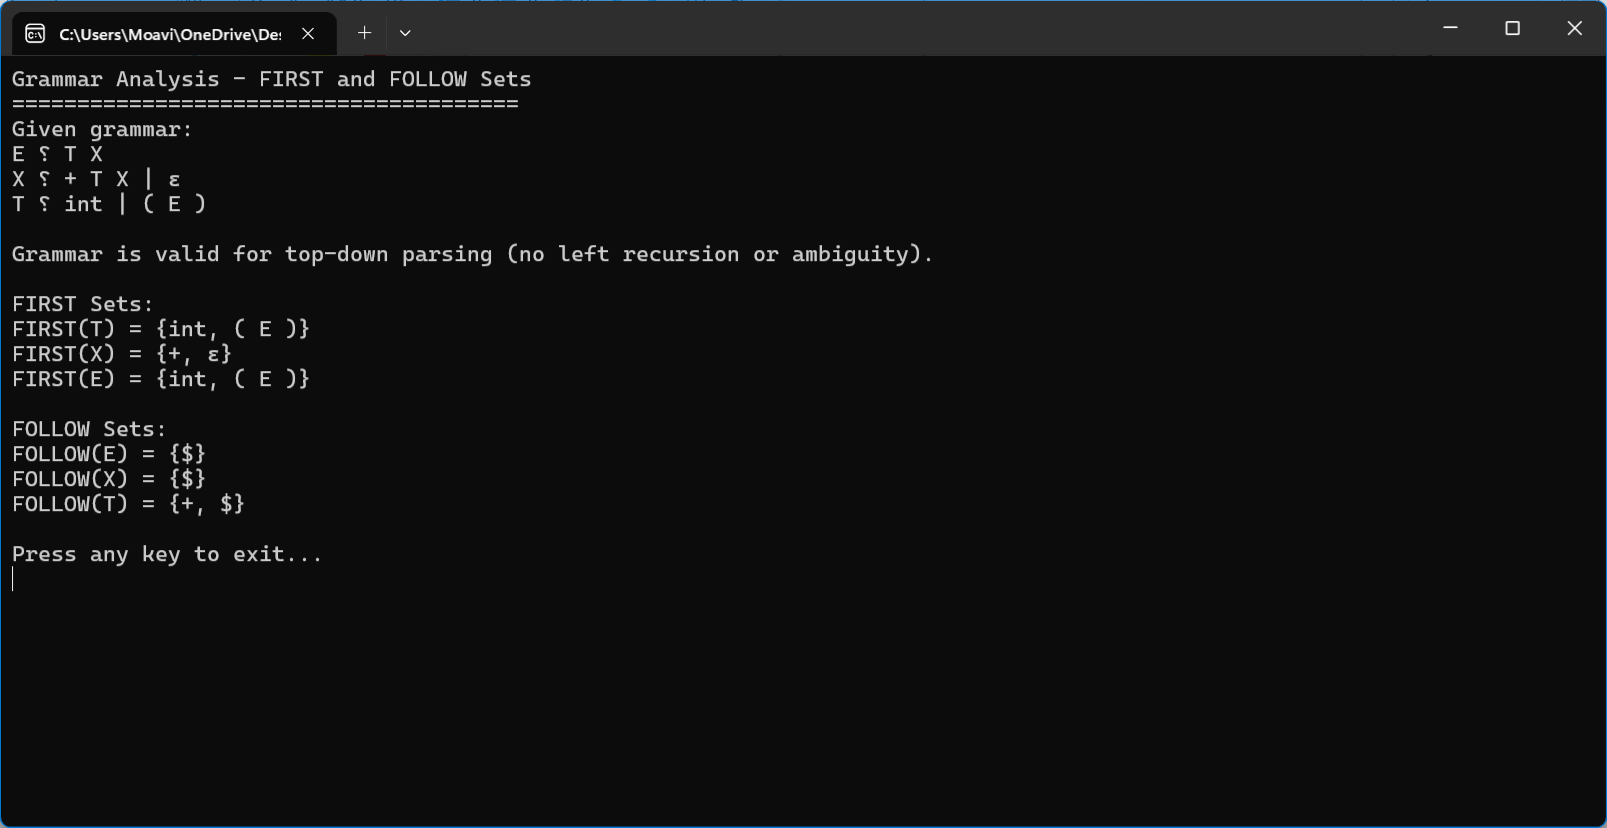 C:\Users\Moavi\OneDrive\Des
Grammar Analysis - FIRST and FOLLOW Sets
=======================================
Given grammar:
E ⸮ T X
X ⸮ + T X | ε
T ⸮ int | ( E )
Grammar is valid for top-down parsing (no left recursion or ambiguity).
FIRST Sets:
FIRST(T) = {int, ( E )}
FIRST(X) = {+, ε}
FIRST(E) = {int, ( E )}
FOLLOW Sets:
FOLLOW(E) = {$}
FOLLOW(X) = {$}
FOLLOW(T) = {+, $}
Press any key to exit...